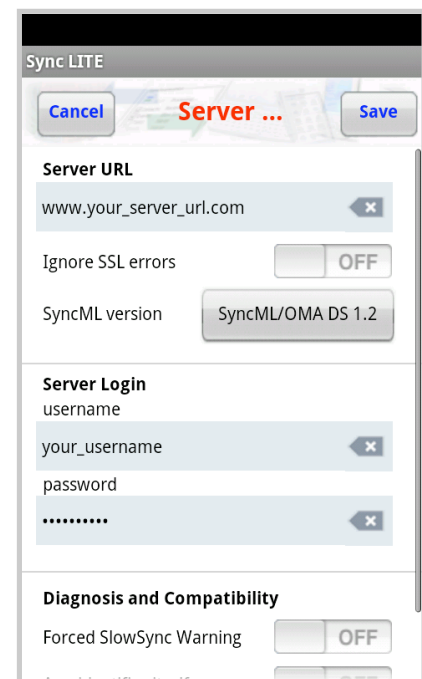 Sync LITE
Cancel Server ... Save
Server URL
www.your_server_url.com
Ignore SSL errors OFF
SyncML version SyncML/OMA DS 1.2
Server Login
username
your_username
password
••••••••••
Diagnosis and Compatibility
Forced SlowSync Warning OFF